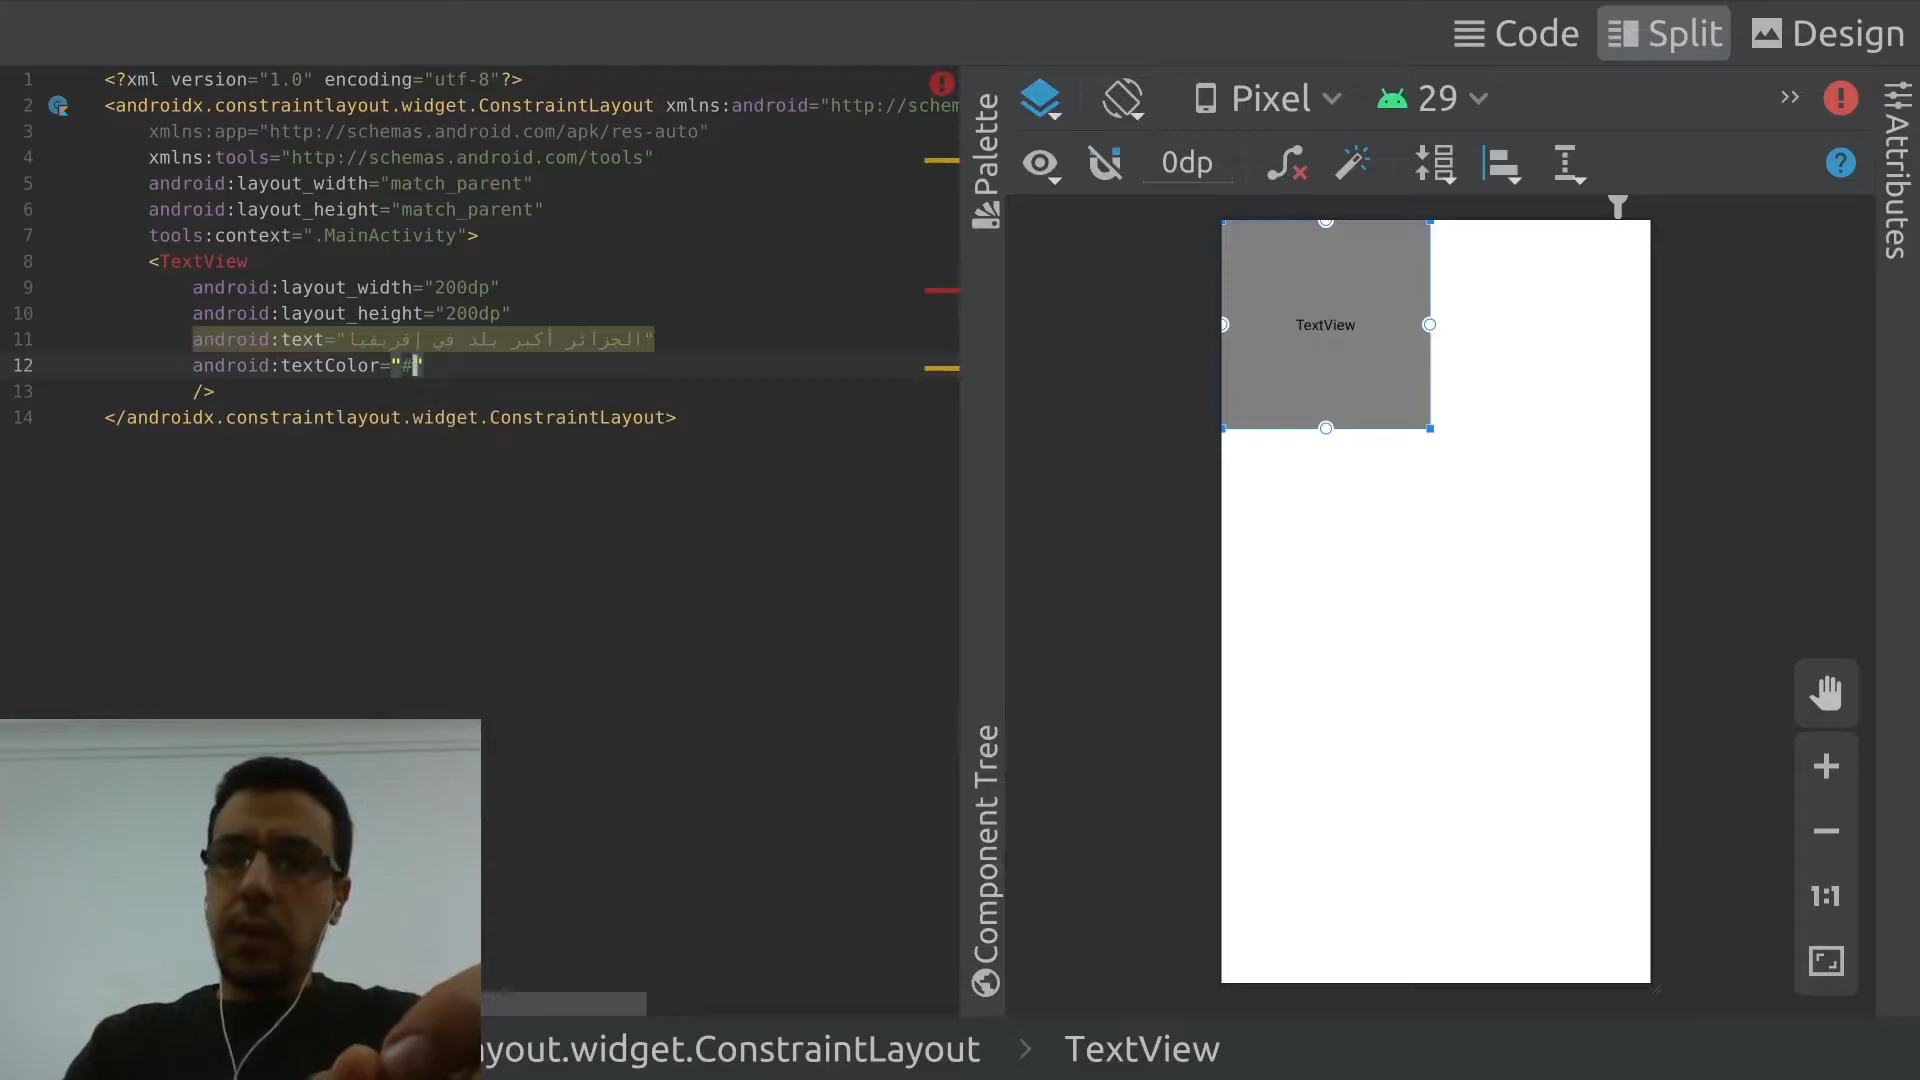 Code Split Design
1 <?xml version="1.0" encoding="utf-8"?>
2 <androidx.constraintlayout.widget.ConstraintLayout xmlns:android="http://schem
3 xmlns:app="http://schemas.android.com/apk/res-auto"
4 xmlns:tools="http://schemas.android.com/tools"
5 android:layout_width="match_parent"
6 android:layout_height="match_parent"
7 tools:context=".MainActivity">
8 <TextView
9 android:layout_width="200dp"
10 android:layout_height="200dp"
11 android:text="الجزائر أكبر بلد في إفريقيا"
12 android:textColor="#"
13 />
14 </androidx.constraintlayout.widget.ConstraintLayout>
Palette
Component Tree
Pixel 29
0dp
TextView
1:1
Attributes
ayout.widget.ConstraintLayout > TextView